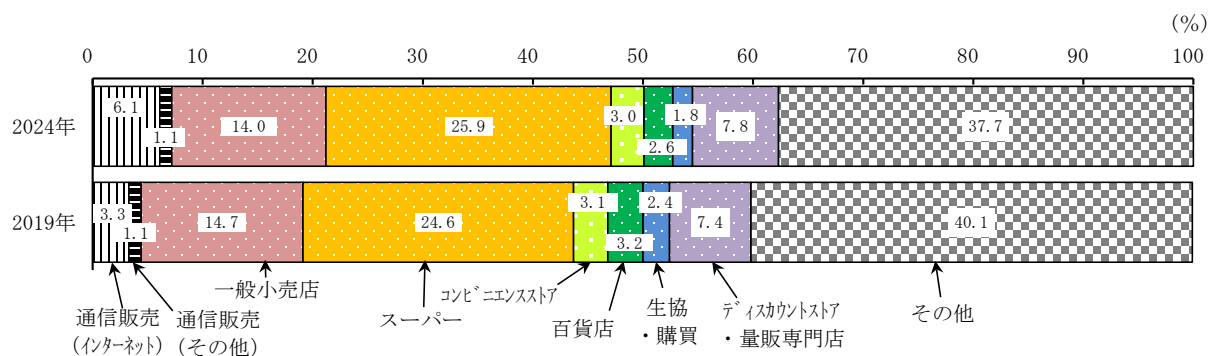 (%)
0 10 20 30 40 50 60 70 80 90 100
2024年 6.1 1.1 14.0 25.9 3.0 2.6 1.8 7.8 37.7
2019年 3.3 1.1 14.7 24.6 3.1 3.2 2.4 7.4 40.1
通信販売
(ｲﾝﾀｰﾈｯﾄ)
通信販売
(その他)
一般小売店
スーパー
ｺﾝﾋﾞﾆｴﾝｽｽﾄｱ
百貨店
生協
・購買
ﾃﾞｨｽｶｳﾝﾄｽﾄｱ
・量販専門店
その他